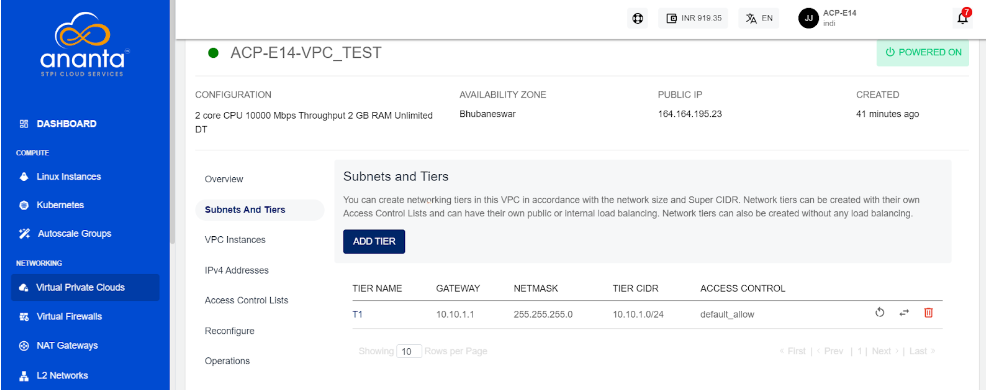 ananta
STPI CLOUD SERVICES
DASHBOARD
COMPUTE
Linux Instances
Kubernetes
Autoscale Groups
NETWORKING
Virtual Private Clouds
Virtual Firewalls
NAT Gateways
L2 Networks
INR 919.35
EN
JJ
ACP-E14
indi
7
ACP-E14-VPC_TEST
POWERED ON
CONFIGURATION
2 core CPU 10000 Mbps Throughput 2 GB RAM Unlimited
DT
AVAILABILITY ZONE
Bhubaneswar
PUBLIC IP
164.164.195.23
CREATED
41 minutes ago
Overview
Subnets And Tiers
VPC Instances
IPv4 Addresses
Access Control Lists
Reconfigure
Operations
Subnets and Tiers
You can create networking tiers in this VPC in accordance with the network size and Super CIDR. Network tiers can be created with their own
Access Control Lists and can have their own public or internal load balancing. Network tiers can also be created without any load balancing.
ADD TIER
TIER NAME GATEWAY NETMASK TIER CIDR ACCESS CONTROL
T1 10.10.1.1 255.255.255.0 10.10.1.0/24 default_allow
Showing 10 Rows per Page < First | < Prev | 1 | Next > | Last >